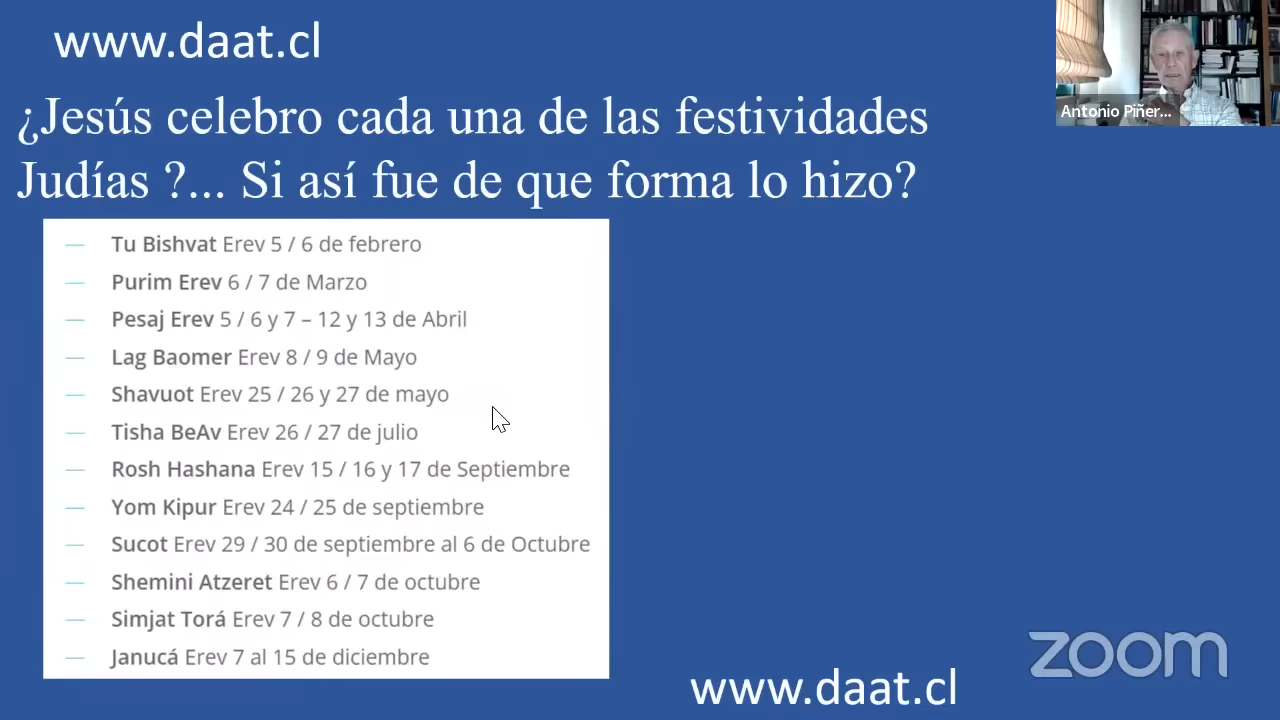 www.daat.cl
Antonio Piñer...
¿Jesús celebro cada una de las festividades
Judías ?... Si así fue de que forma lo hizo?
— Tu Bishvat Erev 5 / 6 de febrero
— Purim Erev 6 / 7 de Marzo
— Pesaj Erev 5 / 6 y 7 – 12 y 13 de Abril
— Lag Baomer Erev 8 / 9 de Mayo
— Shavuot Erev 25 / 26 y 27 de mayo
— Tisha BeAv Erev 26 / 27 de julio
— Rosh Hashana Erev 15 / 16 y 17 de Septiembre
— Yom Kipur Erev 24 / 25 de septiembre
— Sucot Erev 29 / 30 de septiembre al 6 de Octubre
— Shemini Atzeret Erev 6 / 7 de octubre
— Simjat Torá Erev 7 / 8 de octubre
— Janucá Erev 7 al 15 de diciembre
zoom
www.daat.cl